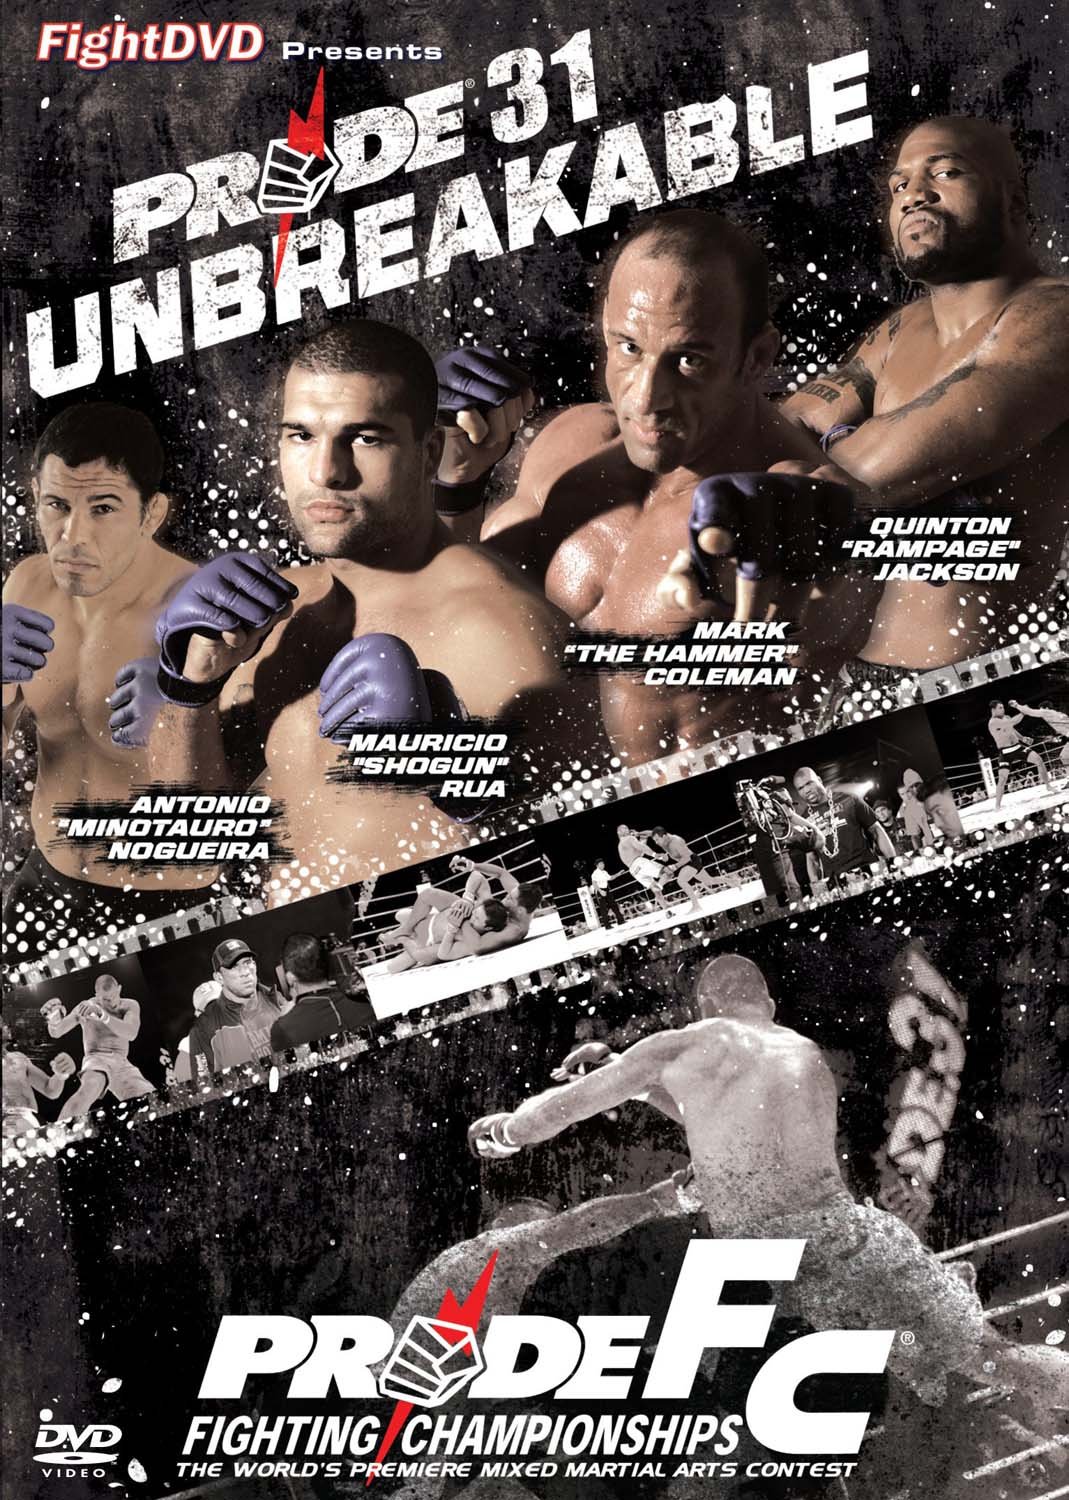 FightDVD Presents
PRIDE® 31
UNBREAKABLE
QUINTON
"RAMPAGE"
JACKSON
MARK
"THE HAMMER"
COLEMAN
MAURICIO
"SHOGUN"
RUA
ANTONIO
"MINOTAURO"
NOGUEIRA
PRIDE FC®
FIGHTING CHAMPIONSHIPS
THE WORLD'S PREMIERE MIXED MARTIAL ARTS CONTEST
DVD
VIDEO